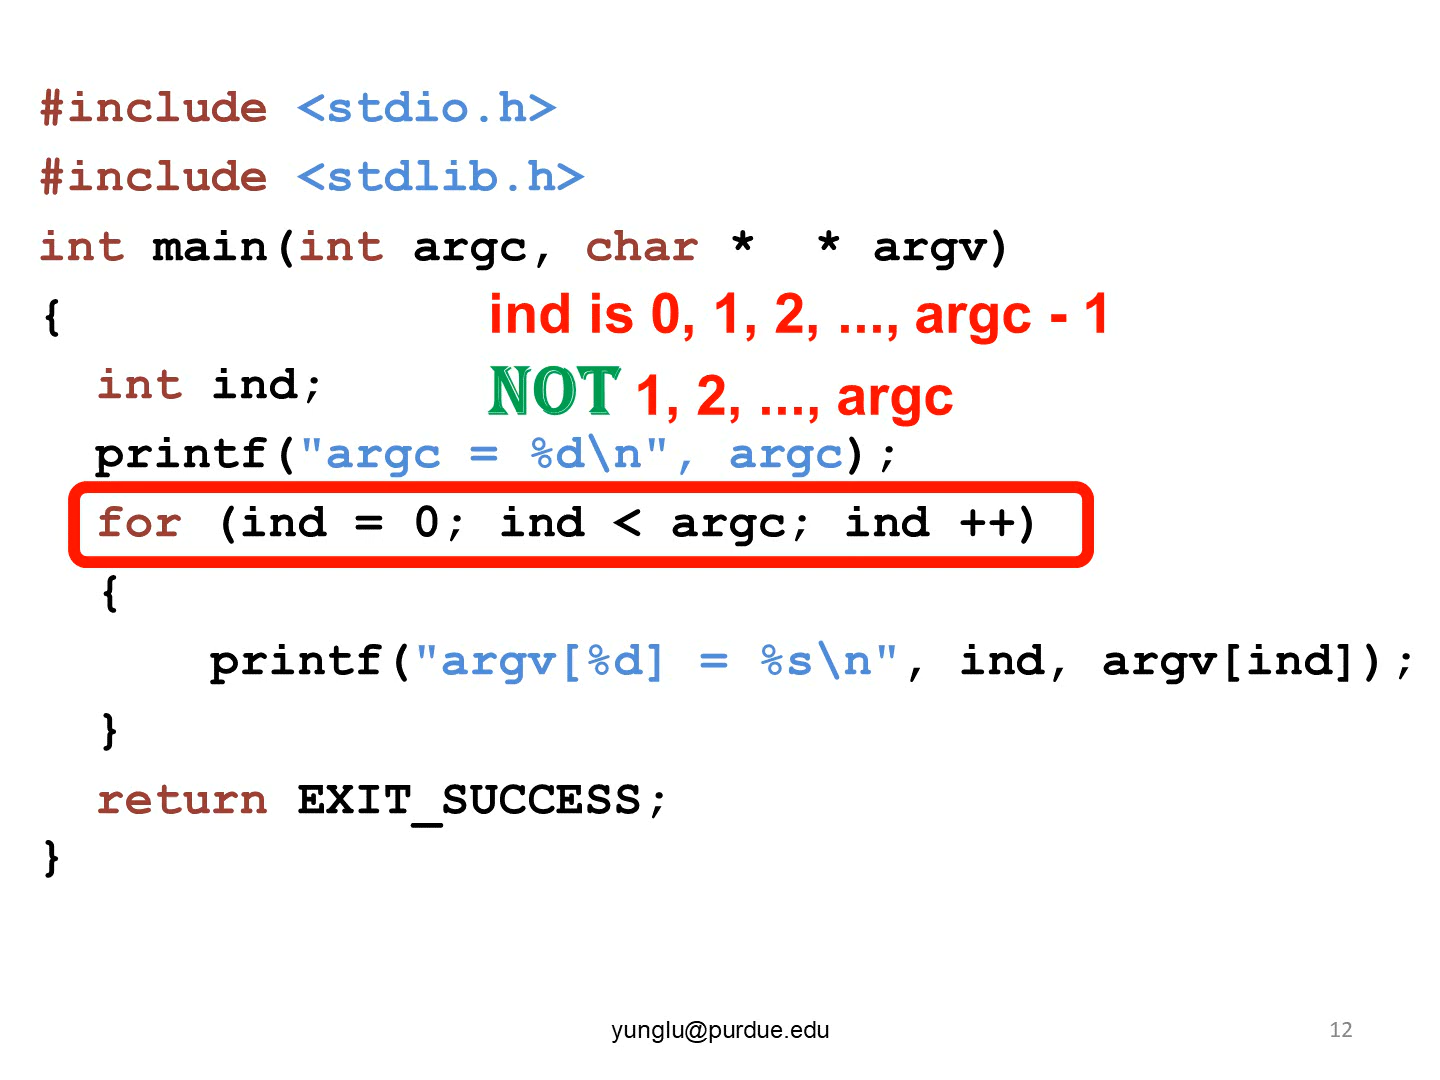 #include <stdio.h>
#include <stdlib.h>
int main(int argc, char *  * argv)
{
ind is 0, 1, 2, ..., argc - 1
int ind;
NOT 1, 2, ..., argc
printf("argc = %d\n", argc);
for (ind = 0; ind < argc; ind ++)
{
printf("argv[%d] = %s\n", ind, argv[ind]);
}
return EXIT_SUCCESS;
}
yunglu@purdue.edu
12